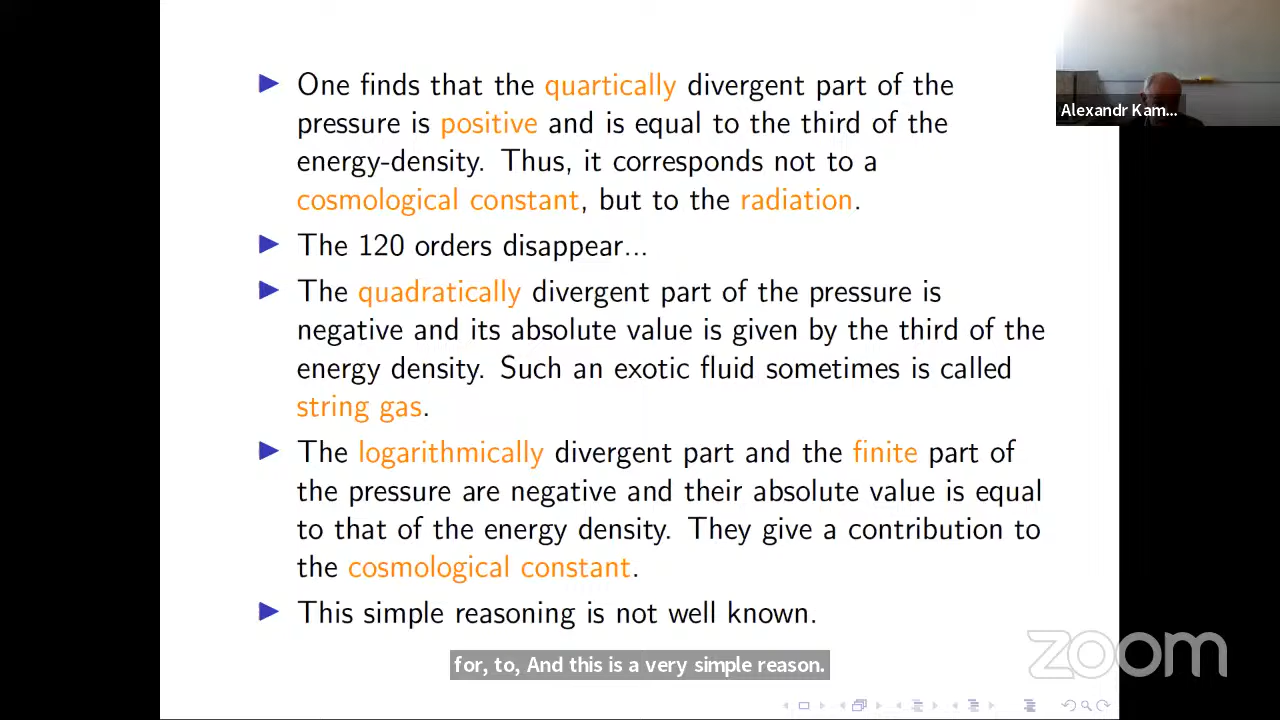 ▶ One finds that the quartically divergent part of the
pressure is positive and is equal to the third of the
energy-density. Thus, it corresponds not to a
cosmological constant, but to the radiation.
▶ The 120 orders disappear...
▶ The quadratically divergent part of the pressure is
negative and its absolute value is given by the third of the
energy density. Such an exotic fluid sometimes is called
string gas.
▶ The logarithmically divergent part and the finite part of
the pressure are negative and their absolute value is equal
to that of the energy density. They give a contribution to
the cosmological constant.
▶ This simple reasoning is not well known.
Alexandr Kam...
for, to, And this is a very simple reason.
zoom